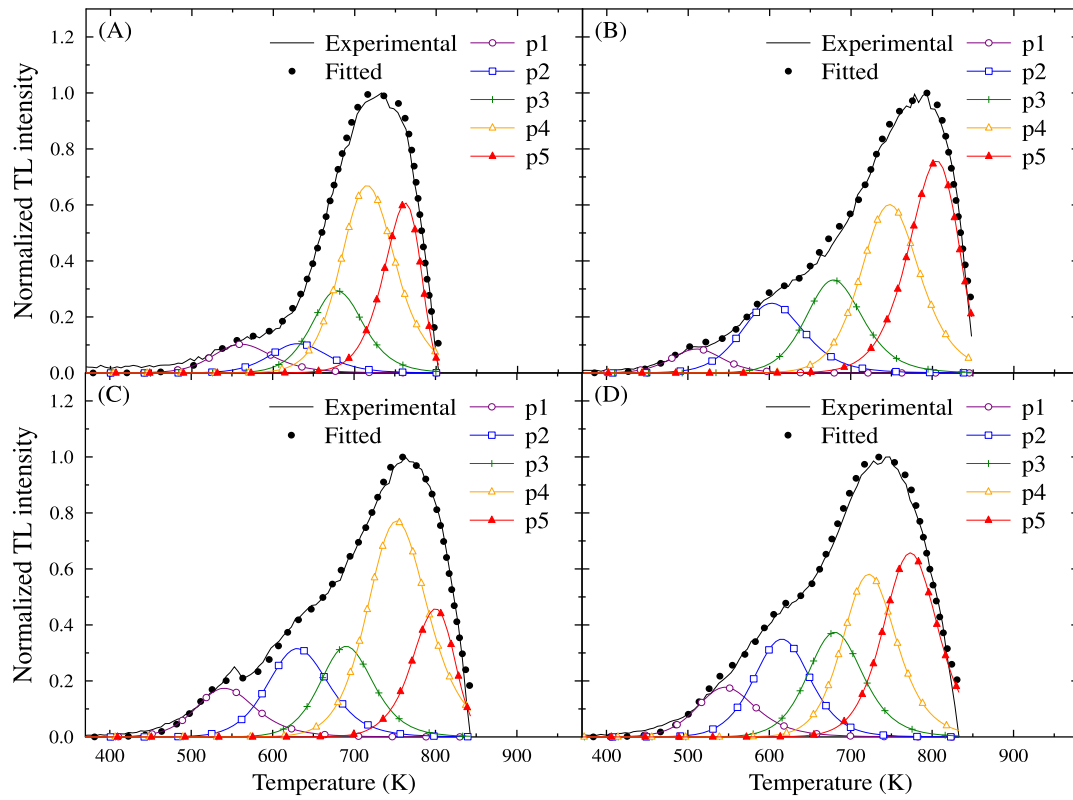 (A)
Experimental
Fitted
p1
p2
p3
p4
p5
(B)
Experimental
Fitted
p1
p2
p3
p4
p5
1.2
1.0
0.8
0.6
0.4
0.2
0.0
Normalized TL intensity
(C)
Experimental
Fitted
p1
p2
p3
p4
p5
(D)
Experimental
Fitted
p1
p2
p3
p4
p5
1.2
1.0
0.8
0.6
0.4
0.2
0.0
Normalized TL intensity
400 500 600 700 800 900
400 500 600 700 800 900
Temperature (K)
Temperature (K)